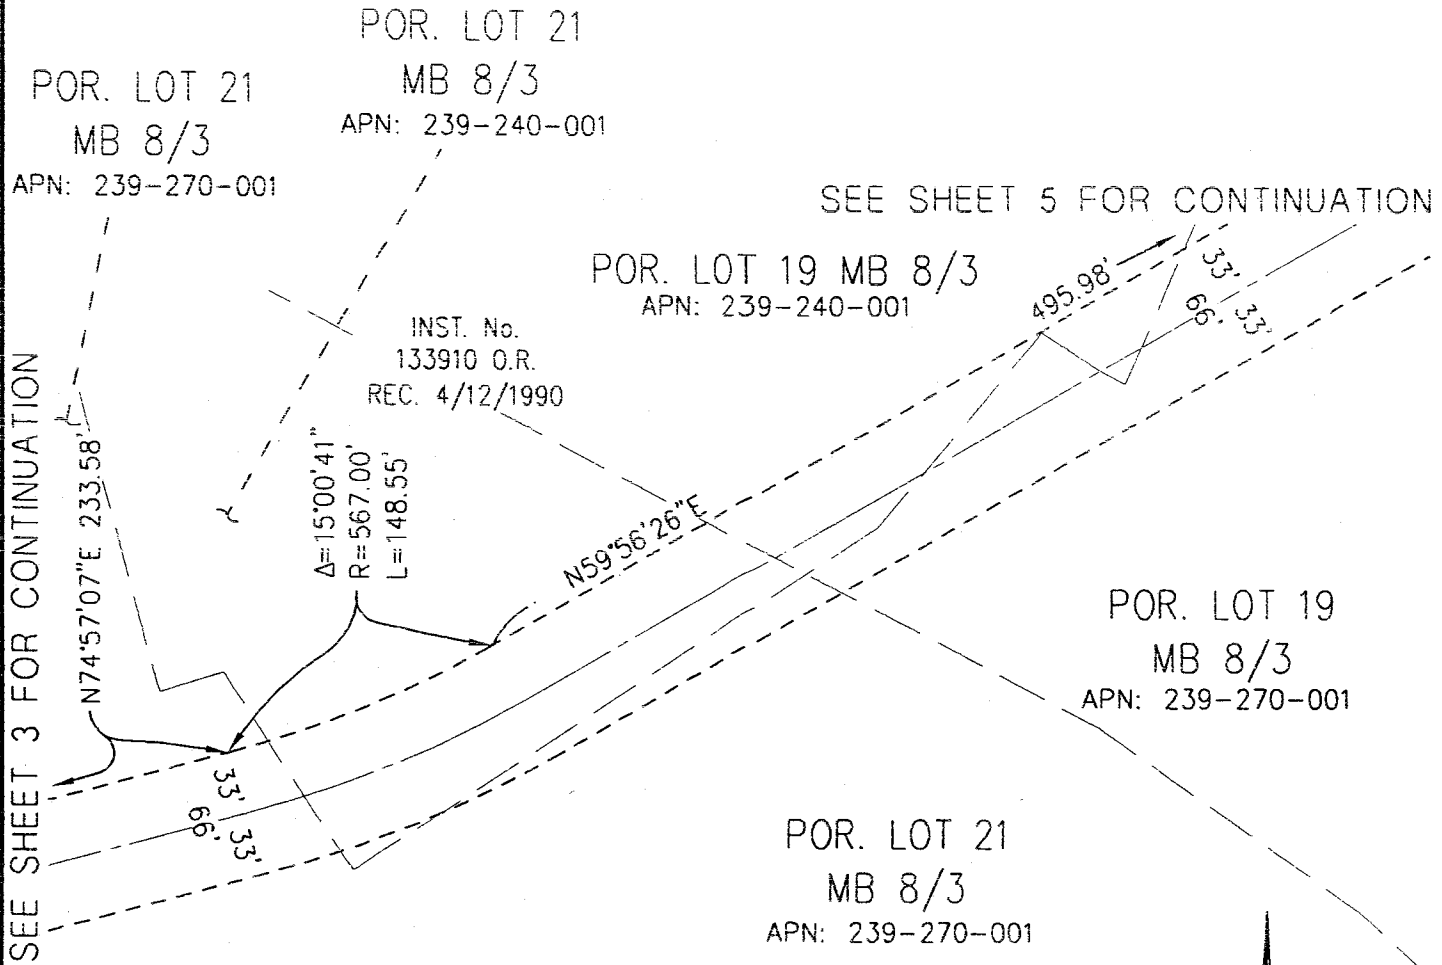 POR. LOT 21
MB 8/3
APN: 239-240-001
POR. LOT 21
MB 8/3
APN: 239-270-001
SEE SHEET 5 FOR CONTINUATION
POR. LOT 19 MB 8/3
APN: 239-240-001
495.98'
33'
33'
66'
INST. No.
133910 O.R.
REC. 4/12/1990
SEE SHEET 3 FOR CONTINUATION
N74°57'07"E 233.58'
Δ=15°00'41"
R=567.00'
L=148.55'
N59°56'26"E
POR. LOT 19
MB 8/3
APN: 239-270-001
33'
33'
66'
POR. LOT 21
MB 8/3
APN: 239-270-001